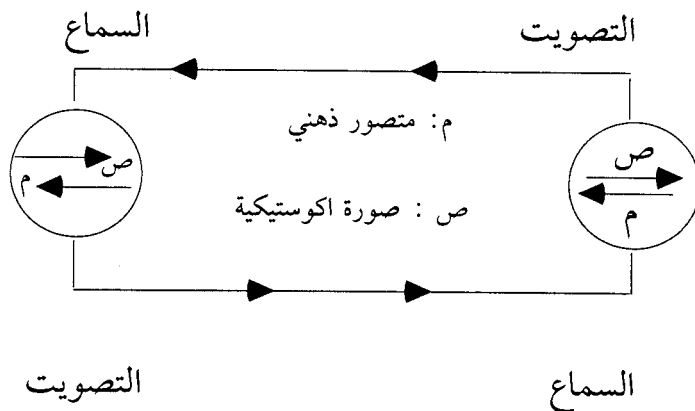 التصويت
السماع
م: متصور ذهني
ص
م
ص
م
ص : صورة اكوستيكية
السماع
التصويت